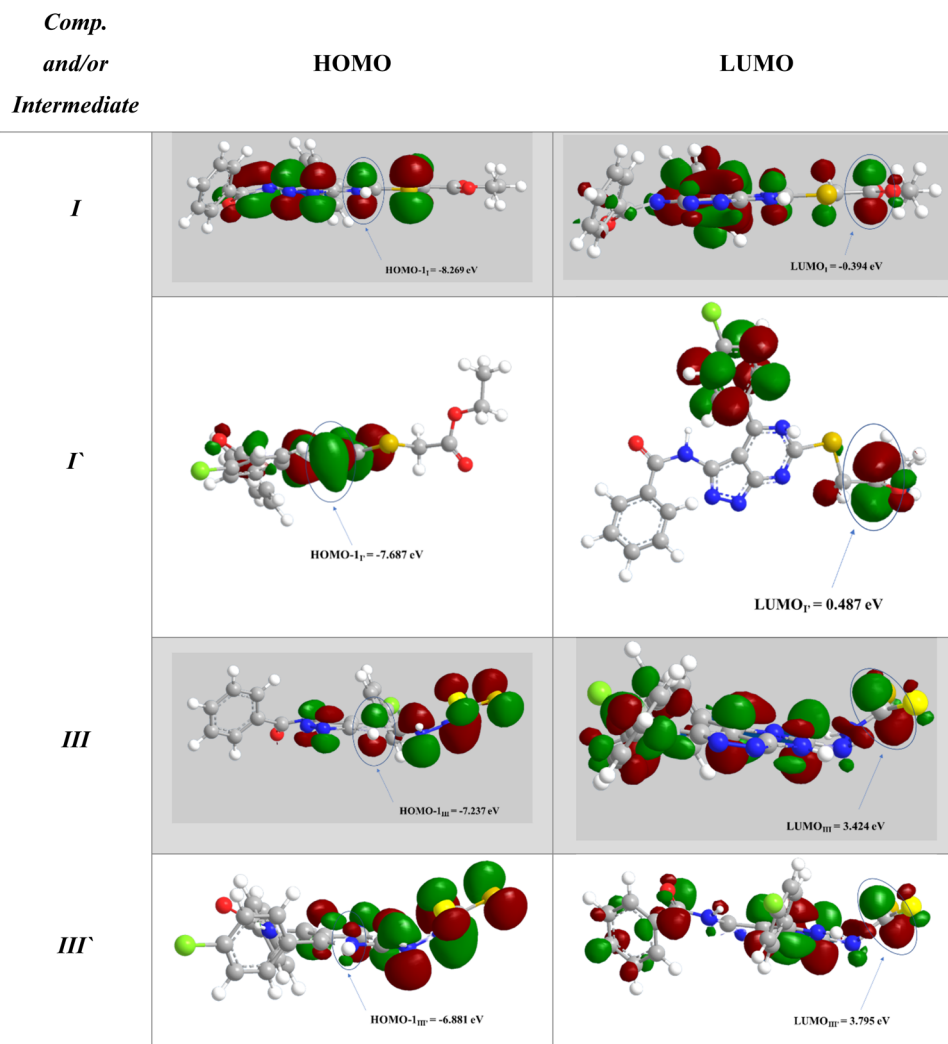 Comp.
and/or
Intermediate
HOMO
LUMO
I
HOMO-1I = -8.269 eV
LUMOI = -0.394 eV
I`
HOMO-1I` = -7.687 eV
LUMOI` = 0.487 eV
III
HOMO-1III = -7.237 eV
LUMOIII = 3.424 eV
III`
HOMO-1III` = -6.881 eV
LUMOIII` = 3.795 eV